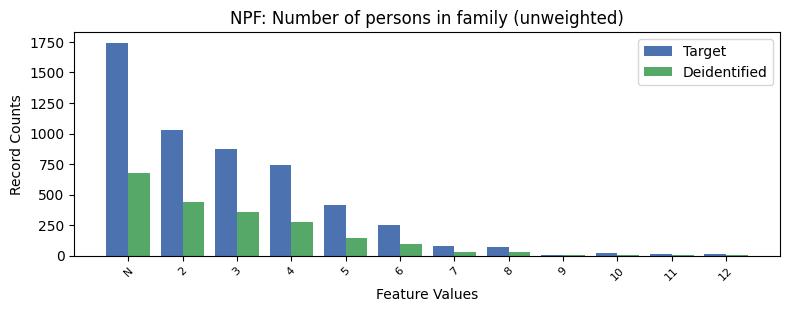 NPF: Number of persons in family (unweighted)
Target
Deidentified
Record Counts
1750
1500
1250
1000
750
500
250
0
N 2 3 4 5 6 7 8 9 10 11 12
Feature Values